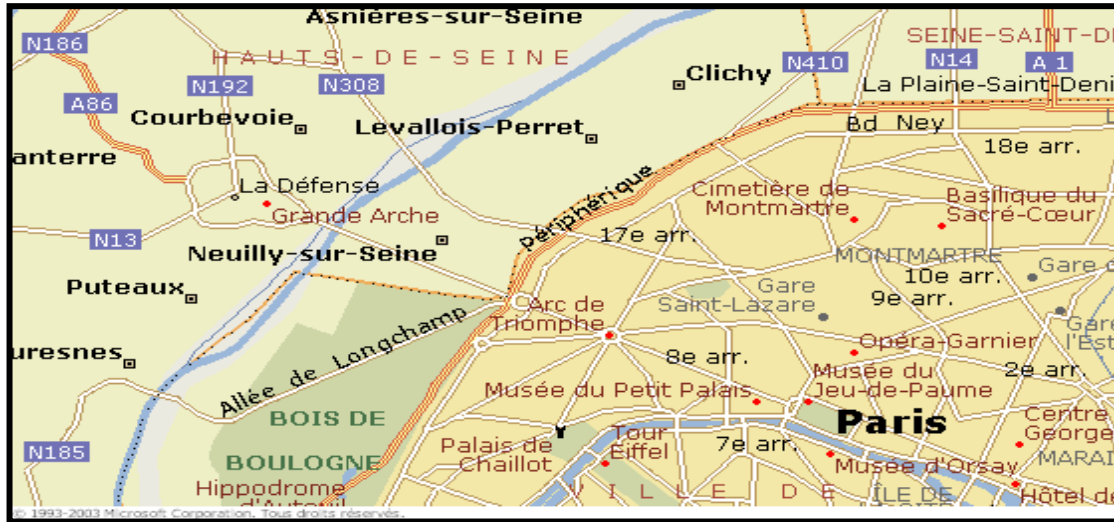 Asnières-sur-Seine
SEINE-SAINT-D
N186
HAUTS-DE-SEINE
N410
N14
A 1
N192
N308
Clichy
La Plaine-Saint-Deni
A86
Courbevoie
Levallois-Perret
Bd Ney
18e arr.
anterre
La Défense
Périphérique
Cimetière de
Montmartre
Basilique du
Sacré-Cœur
Grande Arche
N13
17e arr.
Neuilly-sur-Seine
MONTMARTRE
10e arr.
Gare
Puteaux
Arc de
Triomphe
Gare
Saint-Lazare
9e arr.
Gare
l'Est
uresnes
Allée de Longchamp
8e arr.
Opéra-Garnier
2e arr.
Musée du Petit Palais
Musée du
Jeu-de-Paume
BOIS DE
BOULOGNE
Paris
Centre
George
N185
Palais de
Chaillot
Tour
Eiffel
7e arr.
Musée d'Orsay
MARAI
Hippodrome
d'Auteuil
VILLE DE
ÎLE DE
Hôtel de
© 1993-2003 Microsoft Corporation. Tous droits réservés.